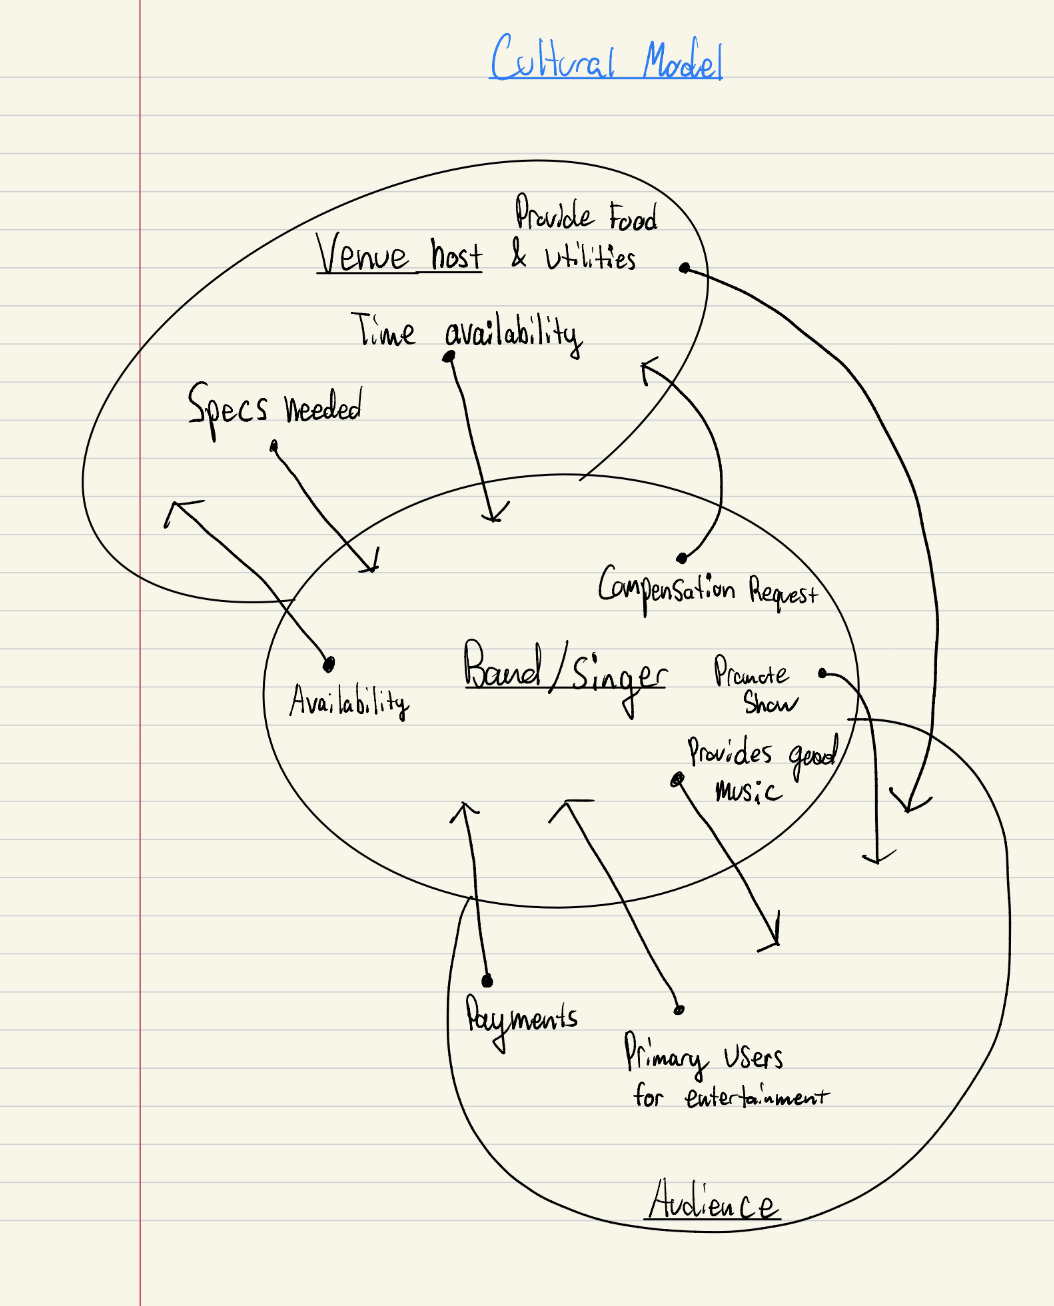 Cultural Model
Provide Food
Venue host & utilities
Time availability
Specs Needed
Compensation Request
Band/Singer
Promote
Show
Availability
Provides good
music
Payments
Primary users
for entertainment
Audience